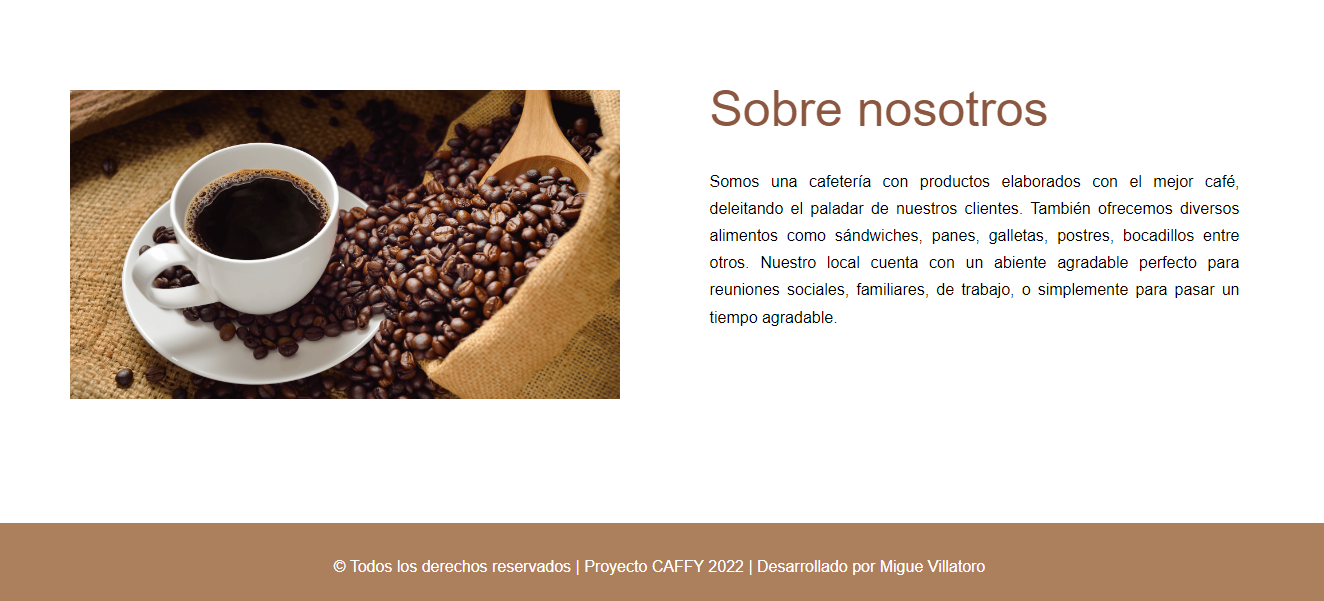 Sobre nosotros
Somos una cafetería con productos elaborados con el mejor café,
deleitando el paladar de nuestros clientes. También ofrecemos diversos
alimentos como sándwiches, panes, galletas, postres, bocadillos entre
otros. Nuestro local cuenta con un abiente agradable perfecto para
reuniones sociales, familiares, de trabajo, o simplemente para pasar un
tiempo agradable.
© Todos los derechos reservados | Proyecto CAFFY 2022 | Desarrollado por Migue Villatoro